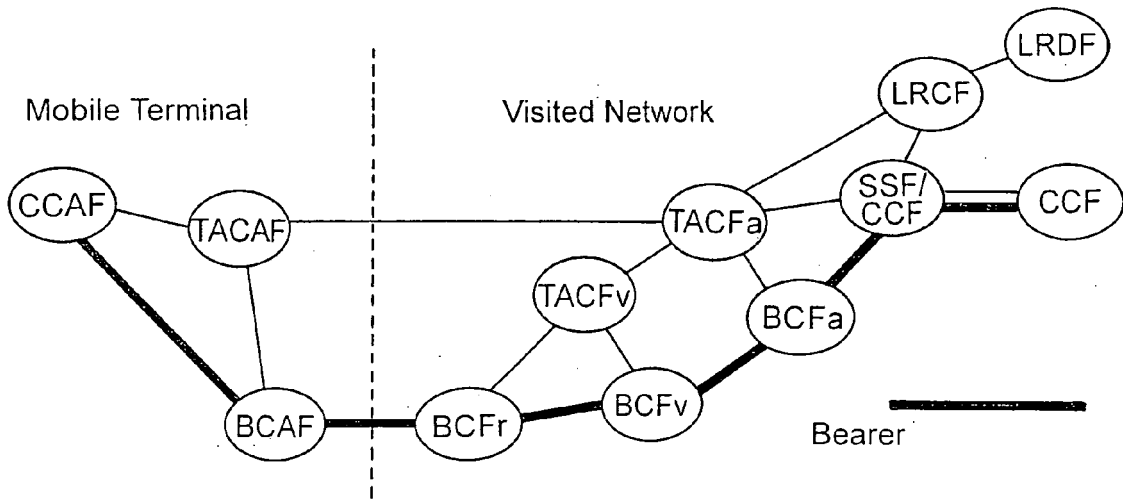 LRDF
LRCF
Mobile Terminal
Visited Network
CCAF
TACAF
TACFa
SSF/
CCF
CCF
TACFv
BCFa
BCAF
BCFr
BCFv
Bearer